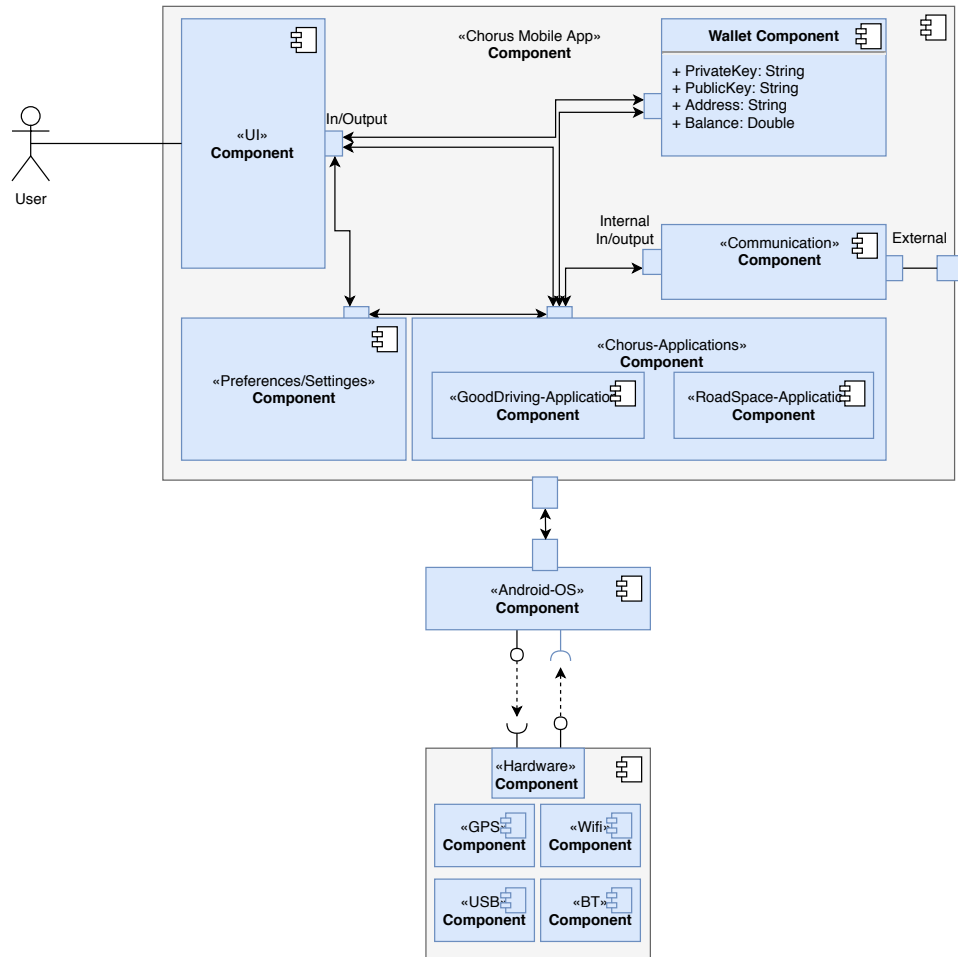 «Chorus Mobile App»
Component
Wallet Component
+ PrivateKey: String
+ PublicKey: String
+ Address: String
+ Balance: Double
In/Output
«UI»
Component
User
Internal
In/output
«Communication»
Component
External
«Preferences/Settinges»
Component
«Chorus-Applications»
Component
«GoodDriving-Application
Component
«RoadSpace-Applicatio
Component
«Android-OS»
Component
«Hardware»
Component
«GPS»
Component
«Wifi»
Component
«USB»
Component
«BT»
Component